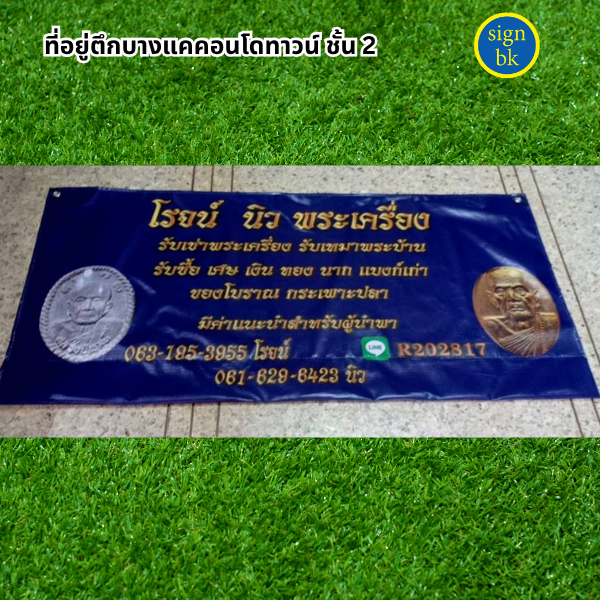 ที่อยู่ตึกบางแคคอนโดทาวน์ ชั้น 2
sign
bk
โรจน์ นิว พระเครื่อง
รับเช่าพระเครื่อง รับเหมาพระบ้าน
รับซื้อ เศษ เงิน ทอง นาก แบงก์เก่า
ของโบราณ กระเพาะปลา
มีค่าแนะนำสำหรับผู้นำพา
063-195-3955 โรจน์
LINE R202817
061-629-6423 นิว